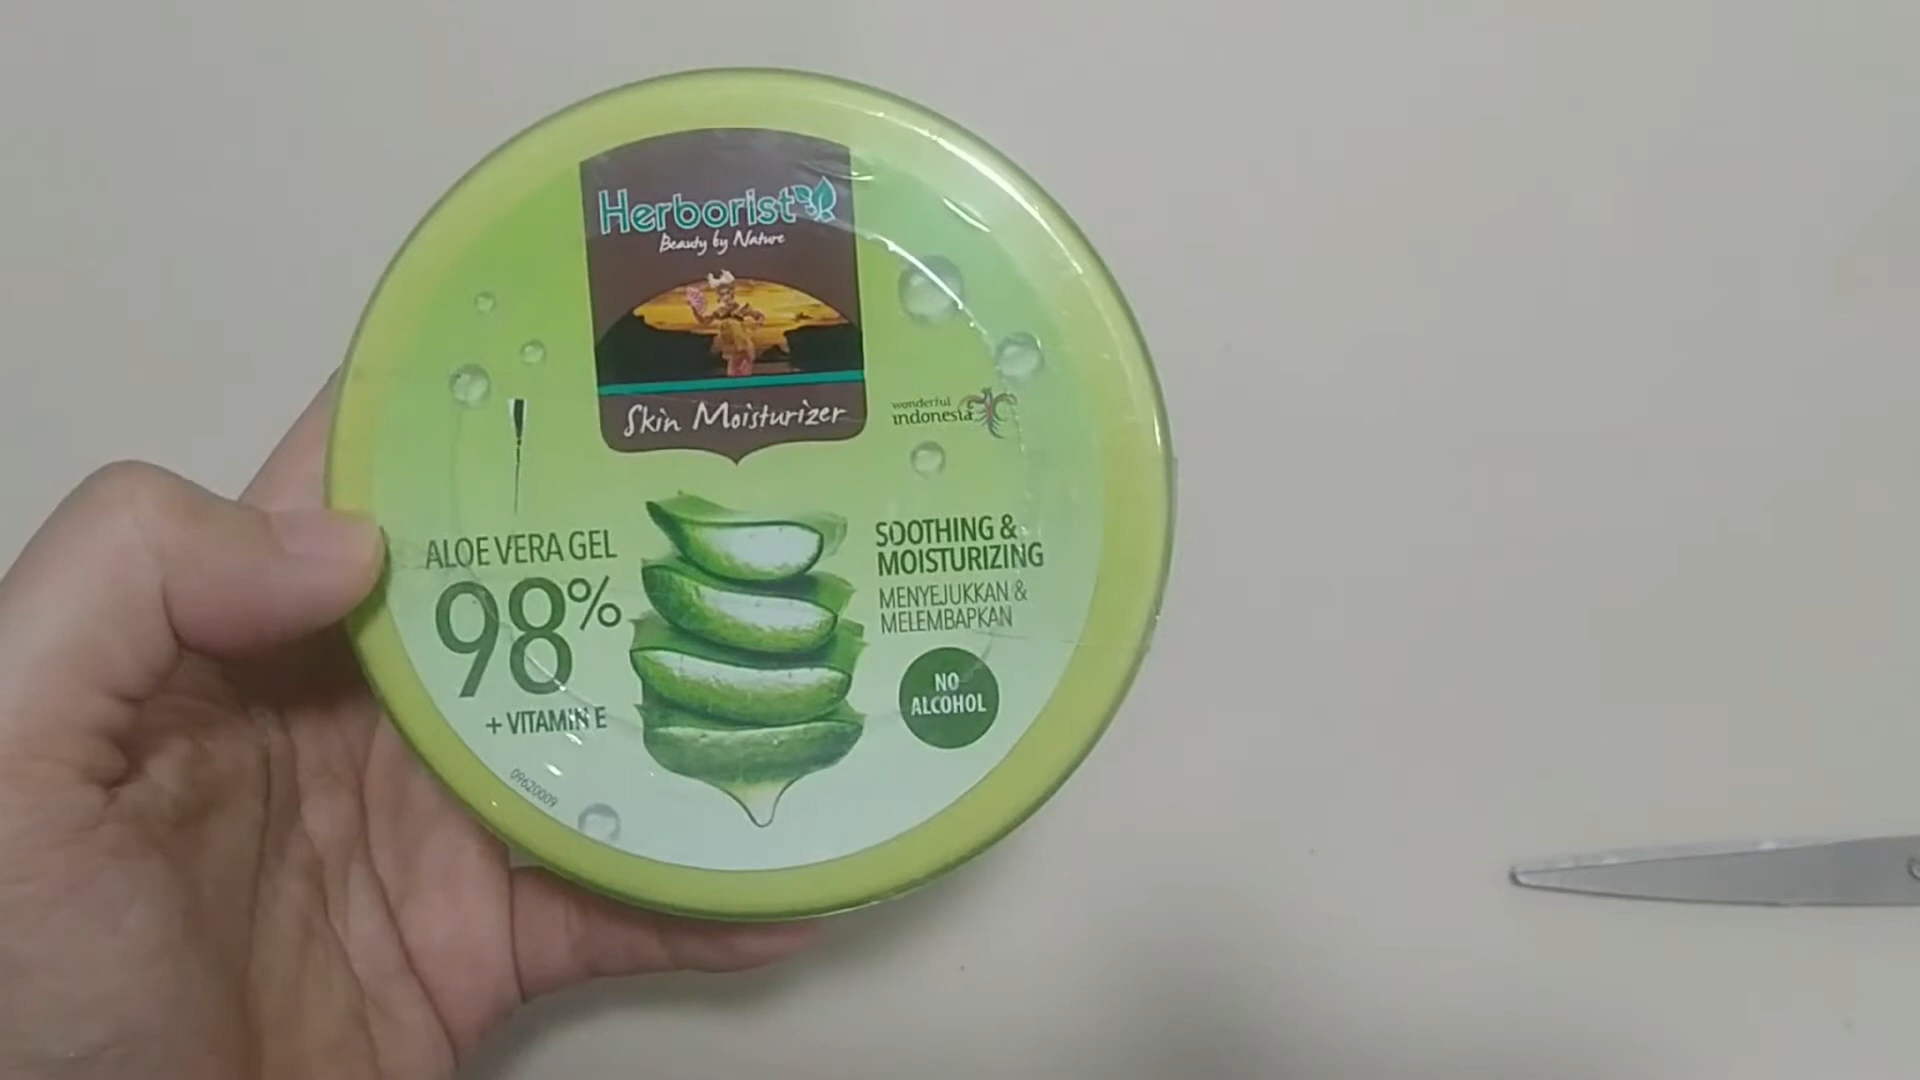 Herborist
Beauty by Nature
Skin Moisturizer
wonderful
indonesia
ALOE VERA GEL
98%
+ VITAMIN E
SOOTHING &
MOISTURIZING
MENYEJUKKAN &
MELEMBAPKAN
NO
ALCOHOL
09620009